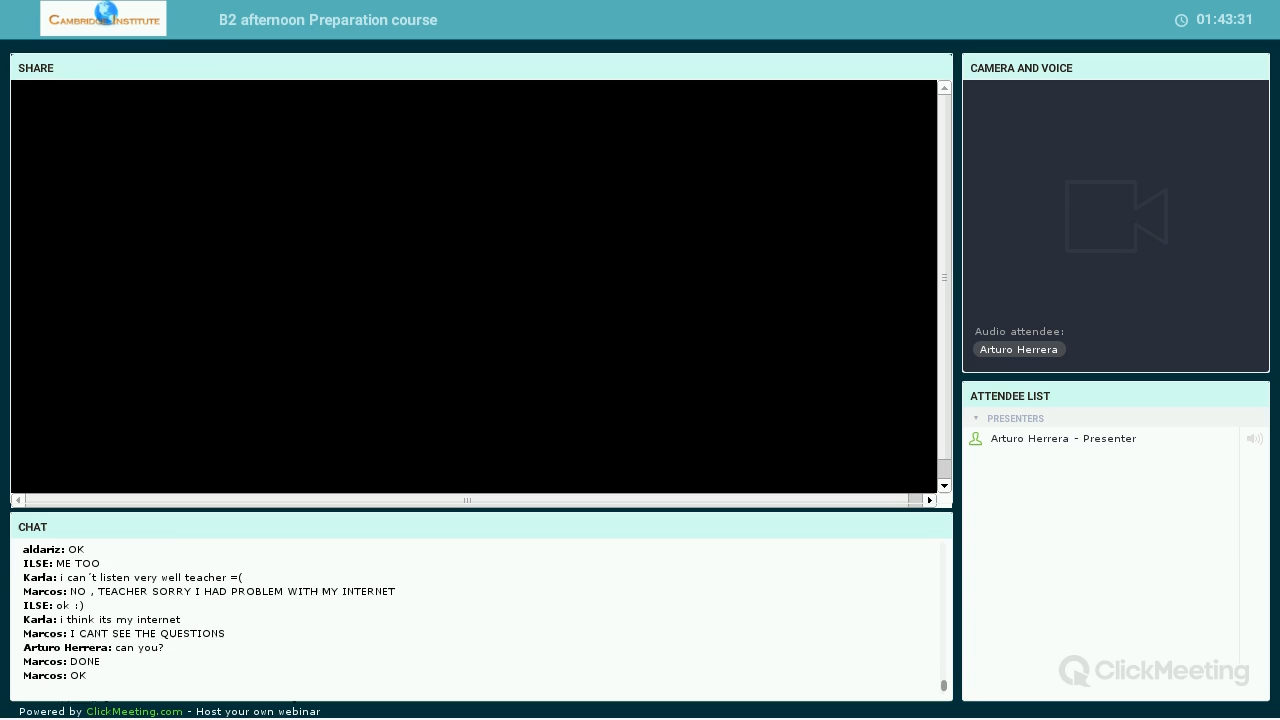 CAMBRIDGE INSTITUTE
B2 afternoon Preparation course
01:43:31
SHARE
CAMERA AND VOICE
Audio attendee:
Arturo Herrera
ATTENDEE LIST
PRESENTERS
Arturo Herrera - Presenter
CHAT
aldariz: OK
ILSE: ME TOO
Karla: i can´t listen very well teacher =(
Marcos: NO , TEACHER SORRY I HAD PROBLEM WITH MY INTERNET
ILSE: ok :)
Karla: i think its my internet
Marcos: I CANT SEE THE QUESTIONS
Arturo Herrera: can you?
Marcos: DONE
Marcos: OK
ClickMeeting
Powered by ClickMeeting.com - Host your own webinar